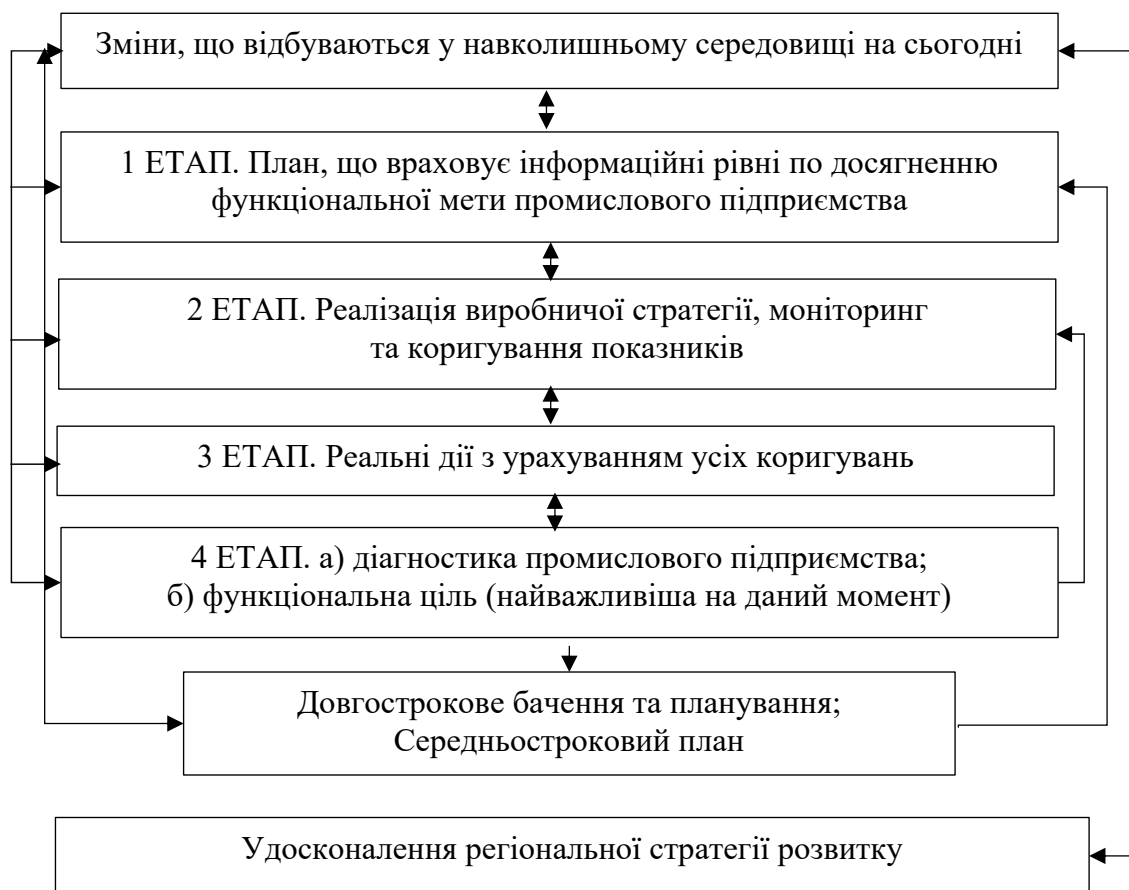 Зміни, що відбуваються у навколишньому середовищі на сьогодні
1 ЕТАП. План, що враховує інформаційні рівні по досягненню
функціональної мети промислового підприємства
2 ЕТАП. Реалізація виробничої стратегії, моніторинг
та коригування показників
3 ЕТАП. Реальні дії з урахуванням усіх коригувань
4 ЕТАП. а) діагностика промислового підприємства;
б) функціональна ціль (найважливіша на даний момент)
Довгострокове бачення та планування;
Середньостроковий план
Удосконалення регіональної стратегії розвитку